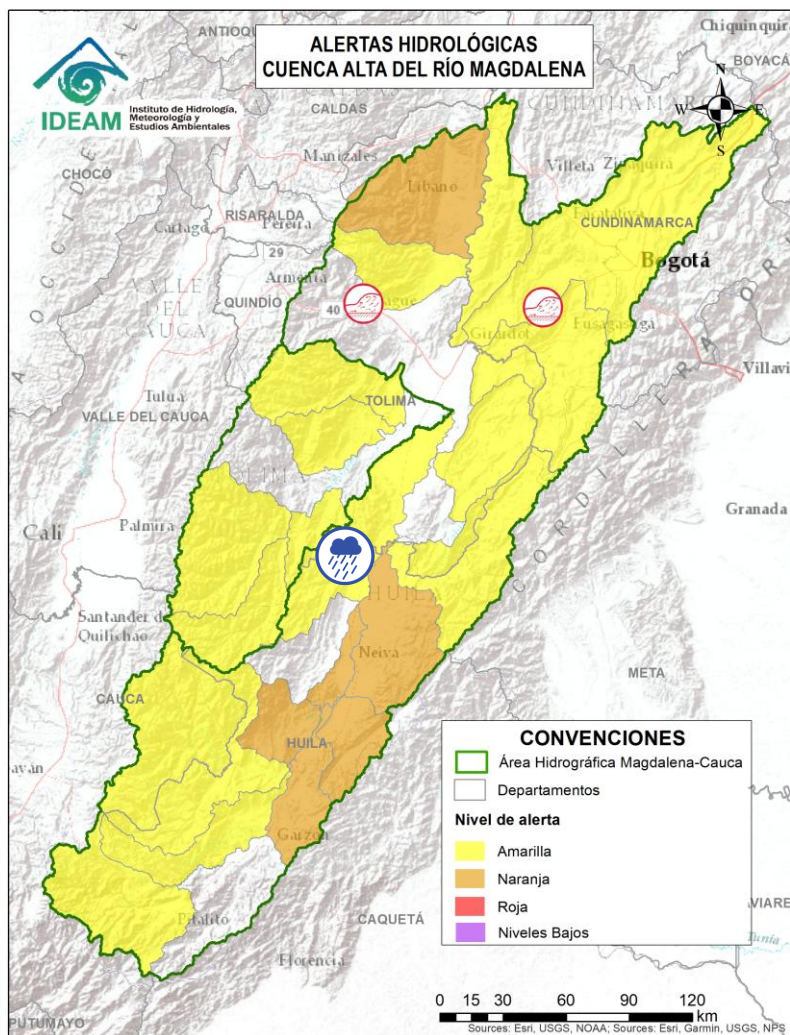 ALERTAS HIDROLÓGICAS
CUENCA ALTA DEL RÍO MAGDALENA
IDEAM
Instituto de Hidrología,
Meteorología y
Estudios Ambientales
N
W
E
S
Chiquinquirá
BOYACÁ
CALDAS
CHOCÓ
Manizales
Líbano
Villeta
Zipaquirá
RISARALDA
Pereira
Cartago
CUNDINAMARCA
29
Armenia
Bogotá
QUINDÍO
40
VALLE
DEL
CAUCA
Girardot
Fusagasugá
Villavi
Tuluá
VALLE DEL CAUCA
TOLIMA
CORDILLERA
Palmira
Cali
Granada
HUILA
Santander de
Quilichao
Neiva
META
CAUCA
HUILA
Garzón
Pitalito
CAQUETÁ
Florencia
PUTUMAYO
AVIARE
Tunía
CONVENCIONES
Área Hidrográfica Magdalena-Cauca
Departamentos
Nivel de alerta
Amarilla
Naranja
Roja
Niveles Bajos
0 15 30 60 90 120
km
Sources: Esri, USGS, NOAA; Sources: Esri, Garmin, USGS, NPS